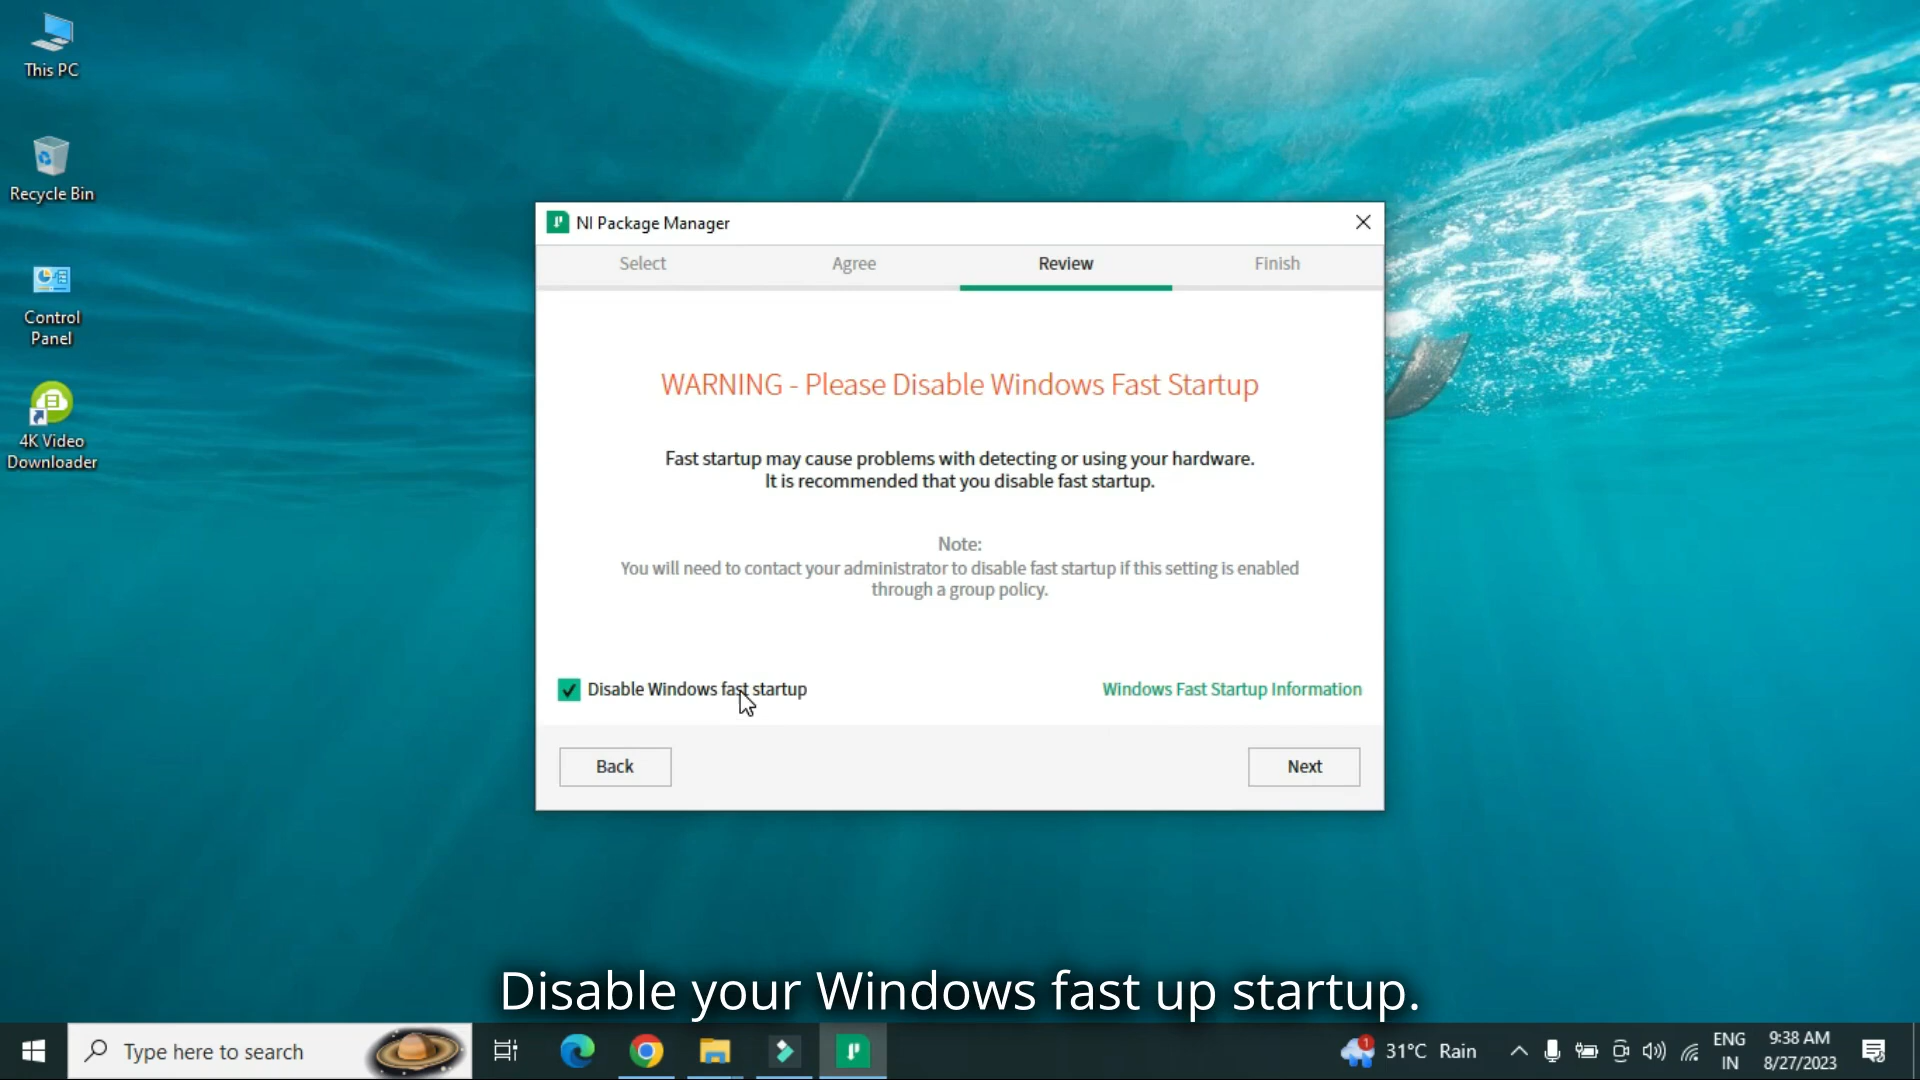 This PC
Recycle Bin
Control
Panel
4K Video
Downloader
NI Package Manager
Select
Agree
Review
Finish
WARNING - Please Disable Windows Fast Startup
Fast startup may cause problems with detecting or using your hardware.
It is recommended that you disable fast startup.
Note:
You will need to contact your administrator to disable fast startup if this setting is enabled
through a group policy.
Disable Windows fast startup
Windows Fast Startup Information
Back
Next
Disable your Windows fast up startup.
Type here to search
1
31°C Rain
ENG
IN
9:38 AM
8/27/2023